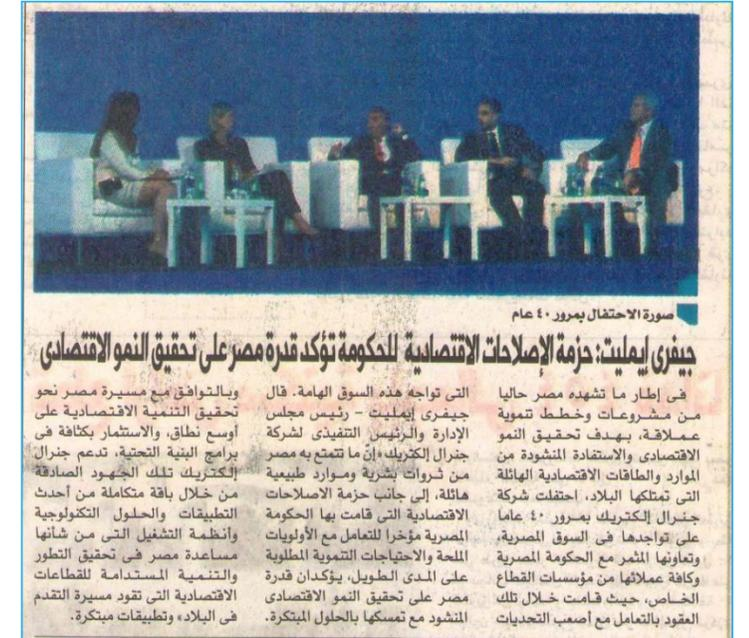 صورة الاحتفال بمرور ٤٠ عام
جيفرى إيمليت: حزمة الإصلاحات الاقتصادية للحكومة تؤكد قدرة مصر على تحقيق النمو الاقتصادى
فى إطار ما تشهده مصر حاليا
من مشروعات وخطط تنموية
عملاقة، بهدف تحقيق النمو
الاقتصادى والاستفادة المنشودة من
الموارد والطاقات الاقتصادية الهائلة
التى تمتلكها البلاد، احتفلت شركة
جنرال إلكتريك بمرور ٤٠ عاما
على تواجدها فى السوق المصرية،
وتعاونها المثمر مع الحكومة المصرية
وكافة عملائها من مؤسسات القطاع
الخاص، حيث قامت خلال تلك
العقود بالتعامل مع أصعب التحديات
التى تواجه هذه السوق الهامة. قال
جيفرى إيمليت - رئيس مجلس
الإدارة والرئيس التنفيذى لشركة
جنرال إلكتريك «إن ما تتمتع به مصر
من ثروات بشرية وموارد طبيعية
هائلة، إلى جانب حزمة الاصلاحات
الاقتصادية التى قامت بها الحكومة
المصرية مؤخرا للتعامل مع الأولويات
الملحة والاحتياجات التنموية المطلوبة
على المدى الطويل، يؤكدان قدرة
مصر على تحقيق النمو الاقتصادى
المنشود مع تمسكها بالحلول المبتكرة.
وبالتوافق مع مسيرة مصر نحو
تحقيق التنمية الاقتصادية على
أوسع نطاق، والاستثمار بكثافة فى
برامج البنية التحتية، تدعم جنرال
إلكتريك تلك الجهود الصادقة
من خلال باقة متكاملة من أحدث
التطبيقات والحلول التكنولوجية
وأنظمة التشغيل التى من شأنها
مساعدة مصر فى تحقيق التطور
والتنمية المستدامة للقطاعات
الاقتصادية التى تقود مسيرة التقدم
فى البلاد» وتطبيقات مبتكرة.